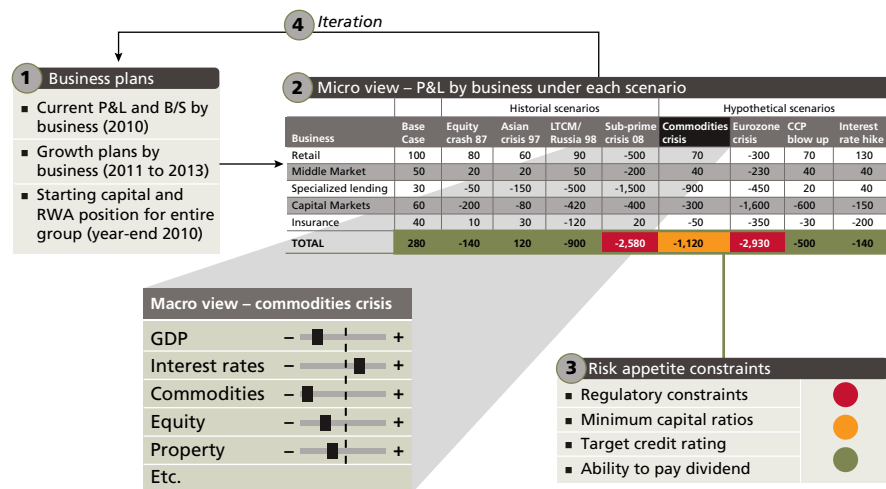 4 Iteration
1 Business plans
■ Current P&L and B/S by
business (2010)
■ Growth plans by
business (2011 to 2013)
■ Starting capital and
RWA position for entire
group (year-end 2010)
2 Micro view – P&L by business under each scenario
Historial scenarios Hypothetical scenarios
Business Base Case Equity crash 87 Asian crisis 97 LTCM/ Russia 98 Sub-prime crisis 08 Commodities crisis Eurozone crisis CCP blow up Interest rate hike
Retail 100 80 60 90 -500 70 -300 70 130
Middle Market 50 20 20 50 -200 40 -230 40 40
Specialized lending 30 -50 -150 -500 -1,500 -900 -450 20 40
Capital Markets 60 -200 -80 -420 -400 -300 -1,600 -600 -150
Insurance 40 10 30 -120 20 -50 -350 -30 -200
TOTAL 280 -140 120 -900 -2,580 -1,120 -2,930 -500 -140
Macro view – commodities crisis
GDP – +
Interest rates – +
Commodities – +
Equity – +
Property – +
Etc.
3 Risk appetite constraints
■ Regulatory constraints
■ Minimum capital ratios
■ Target credit rating
■ Ability to pay dividend